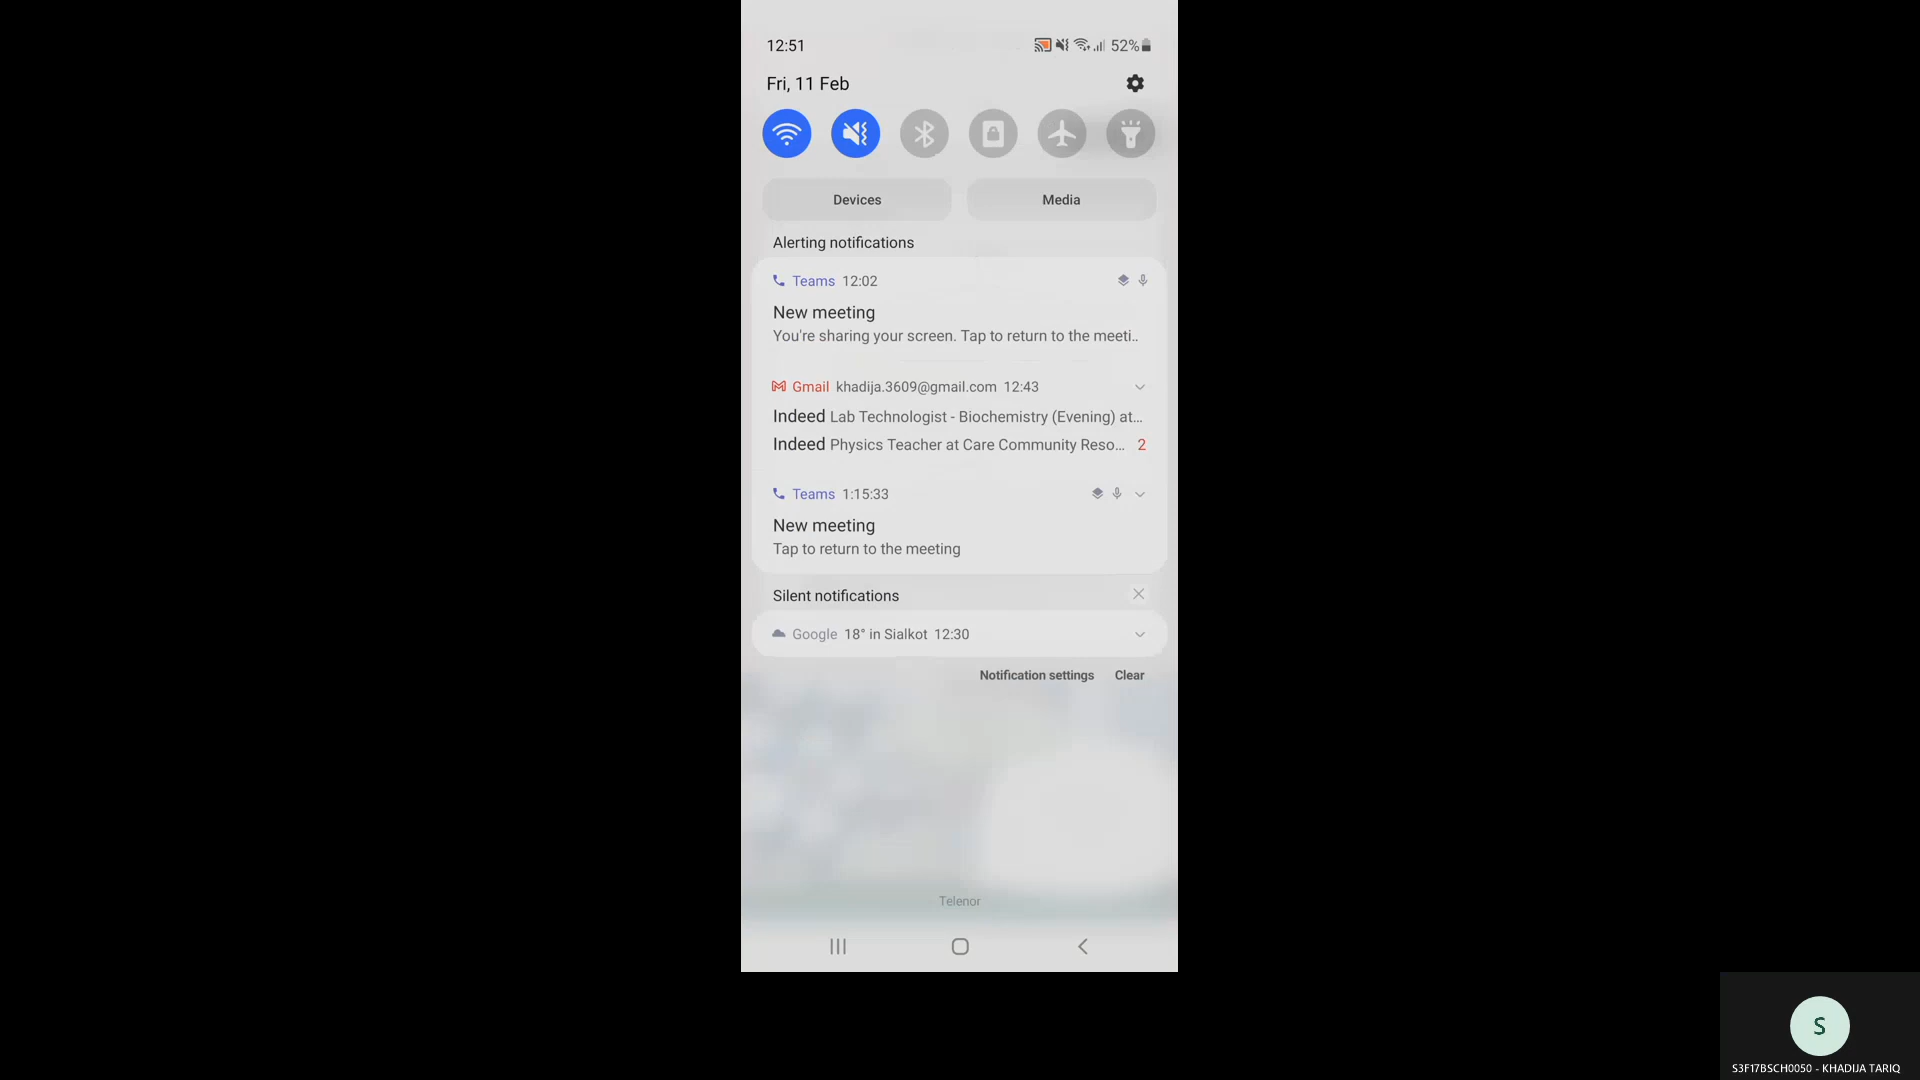 12:51
52%
Fri, 11 Feb
Devices
Media
Alerting notifications
Teams 12:02
New meeting
You're sharing your screen. Tap to return to the meeti..
Gmail khadija.3609@gmail.com 12:43
Indeed Lab Technologist - Biochemistry (Evening) at...
Indeed Physics Teacher at Care Community Reso... 2
Teams 1:15:33
New meeting
Tap to return to the meeting
Silent notifications
Google 18° in Sialkot 12:30
Notification settings
Clear
Telenor
S
S3F17BSCH0050 - KHADIJA TARIQ